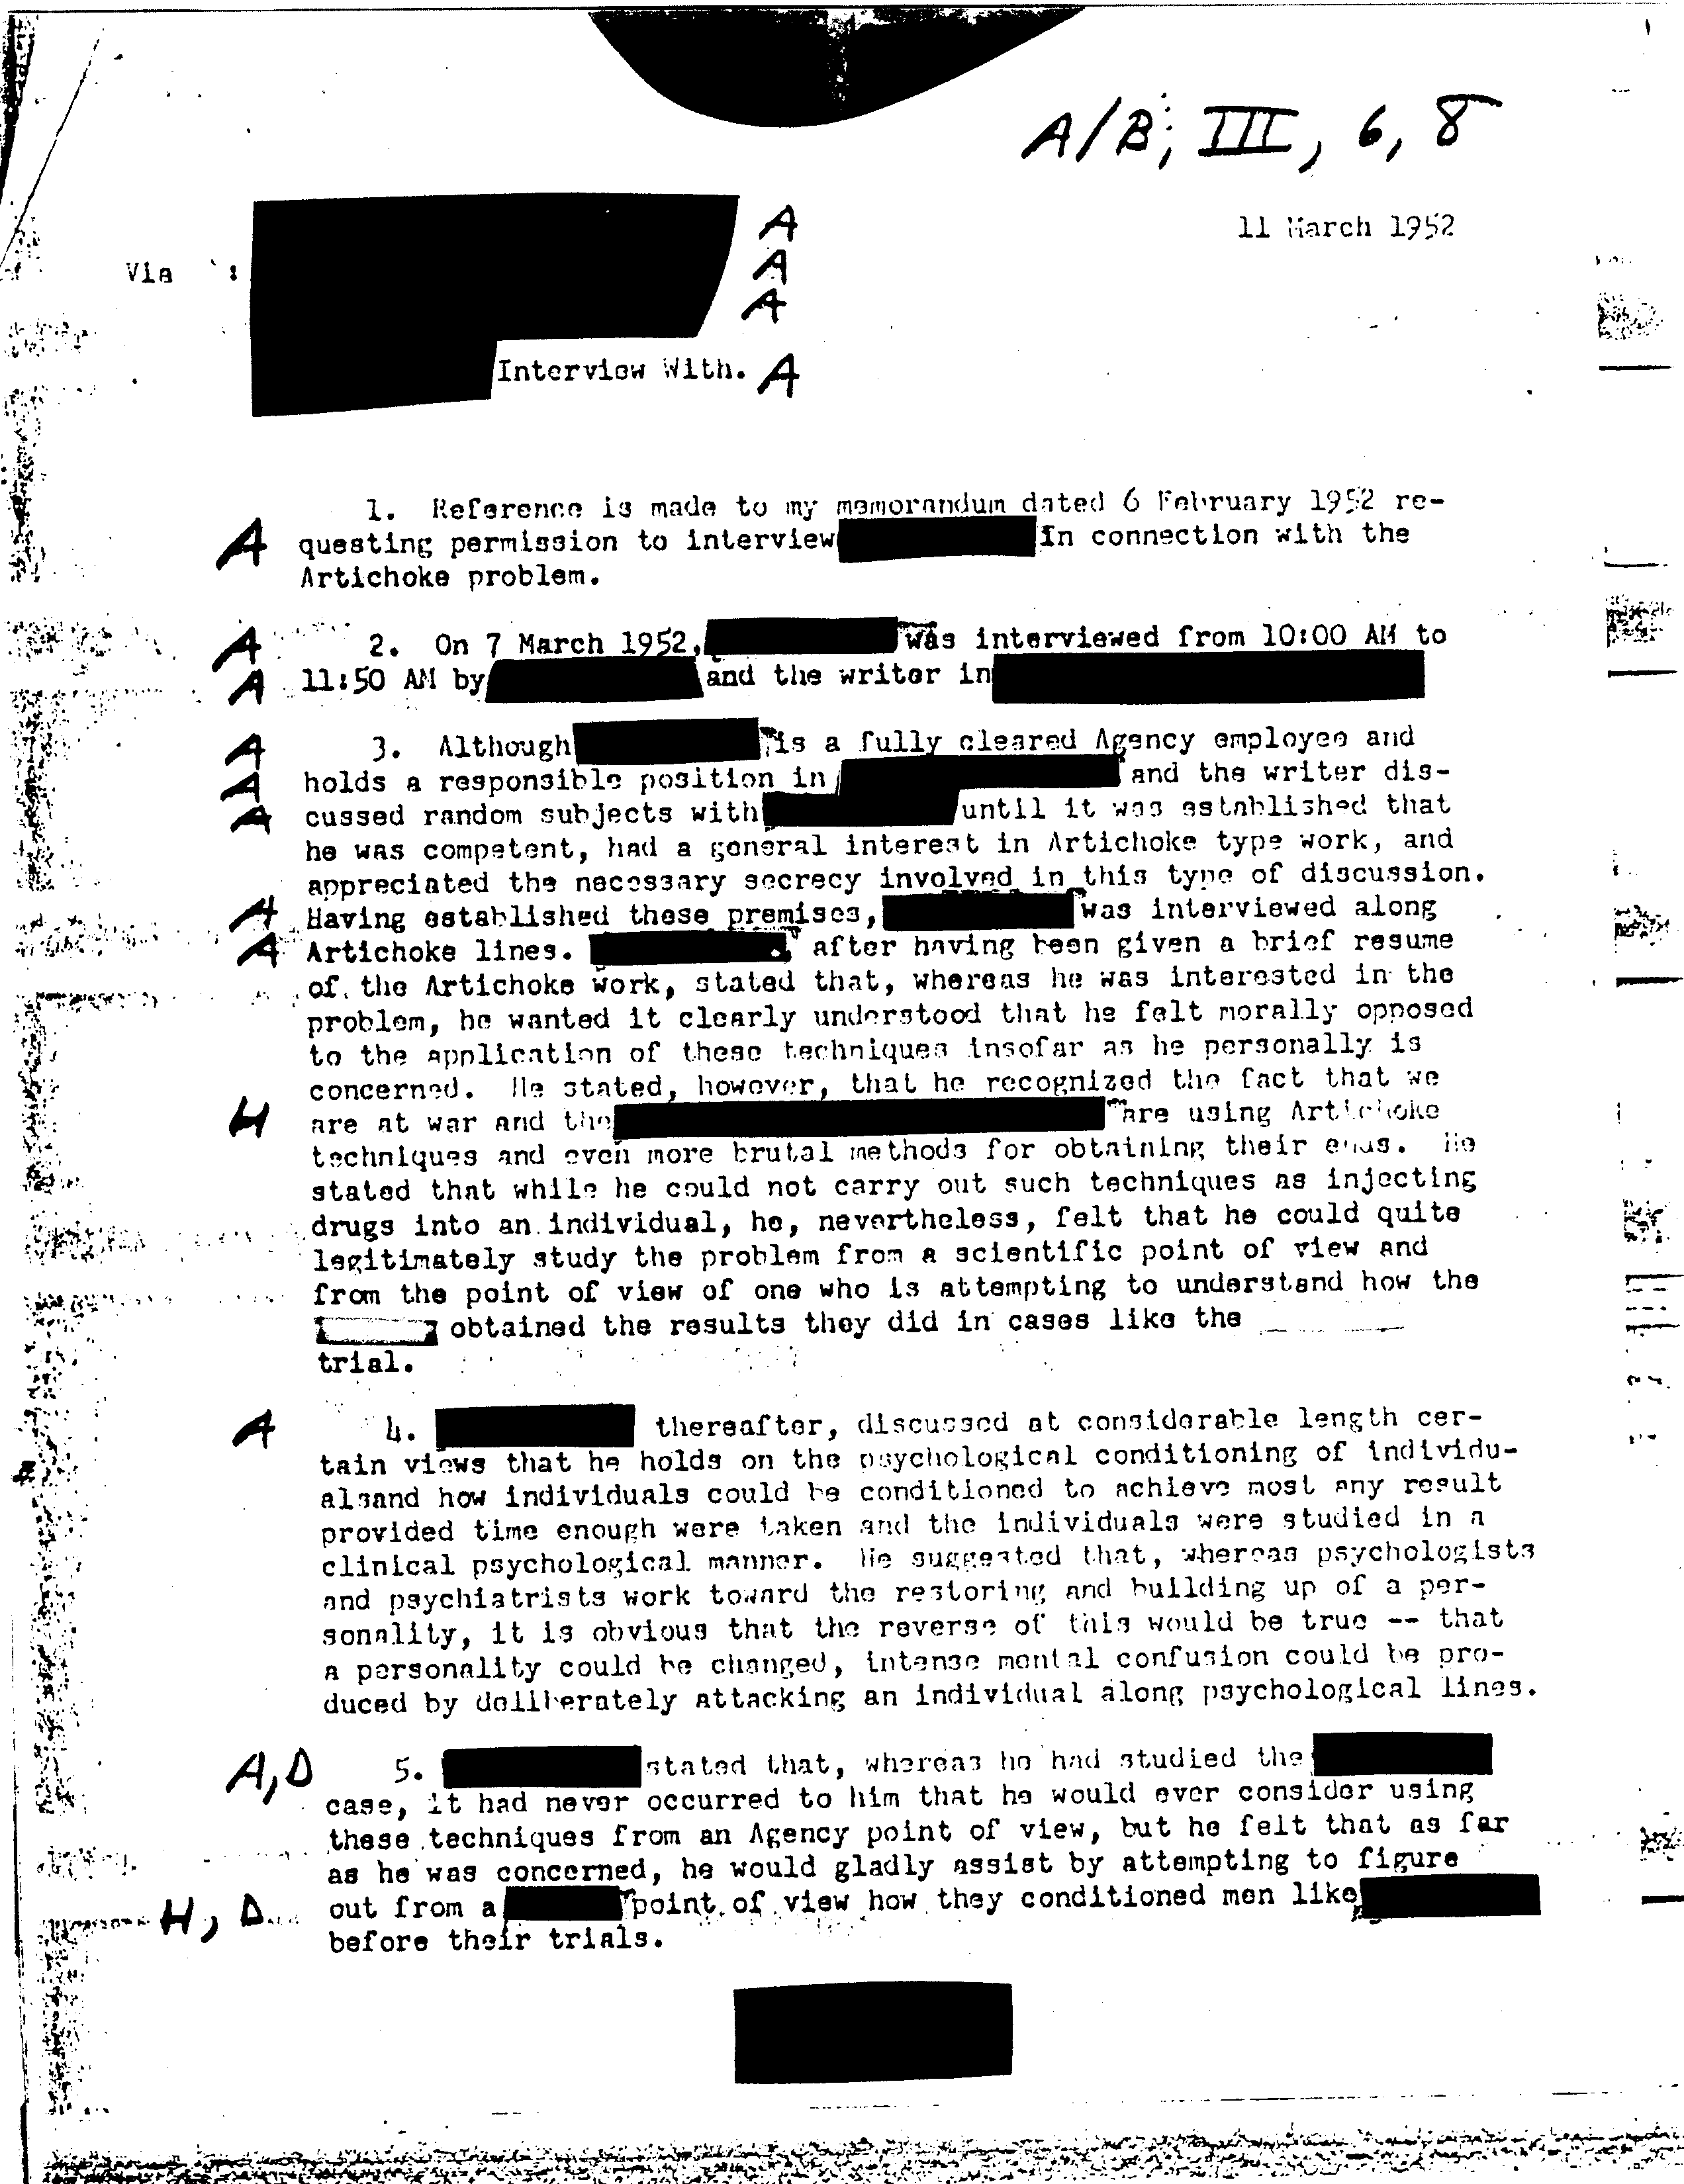 A/B; III, 6, 8
11 March 1952
A
Via :
A
A
Interview With. A
1. Reference is made to my memorandum dated 6 February 1952 re-
A questing permission to interview in connection with the
Artichoke problem.
A 2. On 7 March 1952, was interviewed from 10:00 AM to
A 11:50 AM by and the writer in
A 3. Although is a fully cleared Agency employee and
A holds a responsible position in and the writer dis-
A cussed random subjects with until it was established that
he was competent, had a general interest in Artichoke type work, and
appreciated the necessary secrecy involved in this type of discussion.
A Having established these premises, was interviewed along
A Artichoke lines. after having been given a brief resume
of the Artichoke work, stated that, whereas he was interested in the
problem, he wanted it clearly understood that he felt morally opposed
to the application of these techniques insofar as he personally is
concerned. He stated, however, that he recognized the fact that we
H are at war and the are using Artichoke
techniques and even more brutal methods for obtaining their ends. He
stated that while he could not carry out such techniques as injecting
drugs into an individual, he, nevertheless, felt that he could quite
legitimately study the problem from a scientific point of view and
from the point of view of one who is attempting to understand how the
obtained the results they did in cases like the
trial.
A 4. thereafter, discussed at considerable length cer-
tain views that he holds on the psychological conditioning of individu-
alsand how individuals could be conditioned to achieve most any result
provided time enough were taken and the individuals were studied in a
clinical psychological manner. He suggested that, whereas psychologists
and psychiatrists work toward the restoring and building up of a per-
sonality, it is obvious that the reverse of this would be true -- that
a personality could be changed, intense mental confusion could be pro-
duced by deliberately attacking an individual along psychological lines.
A,D 5. stated that, whereas he had studied the
case, it had never occurred to him that he would ever consider using
these techniques from an Agency point of view, but he felt that as far
as he was concerned, he would gladly assist by attempting to figure
H, D out from a point of view how they conditioned men like
before their trials.